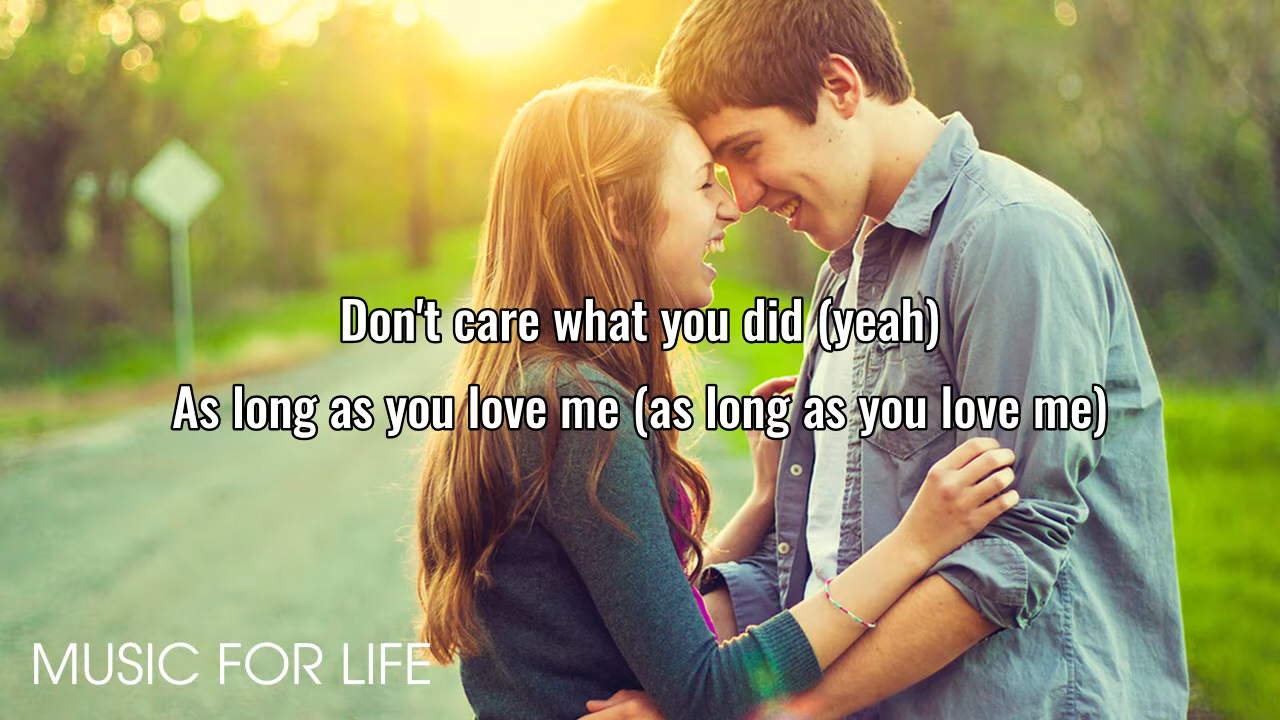 Don't care what you did (yeah)
As long as you love me (as long as you love me)
MUSIC FOR LIFE